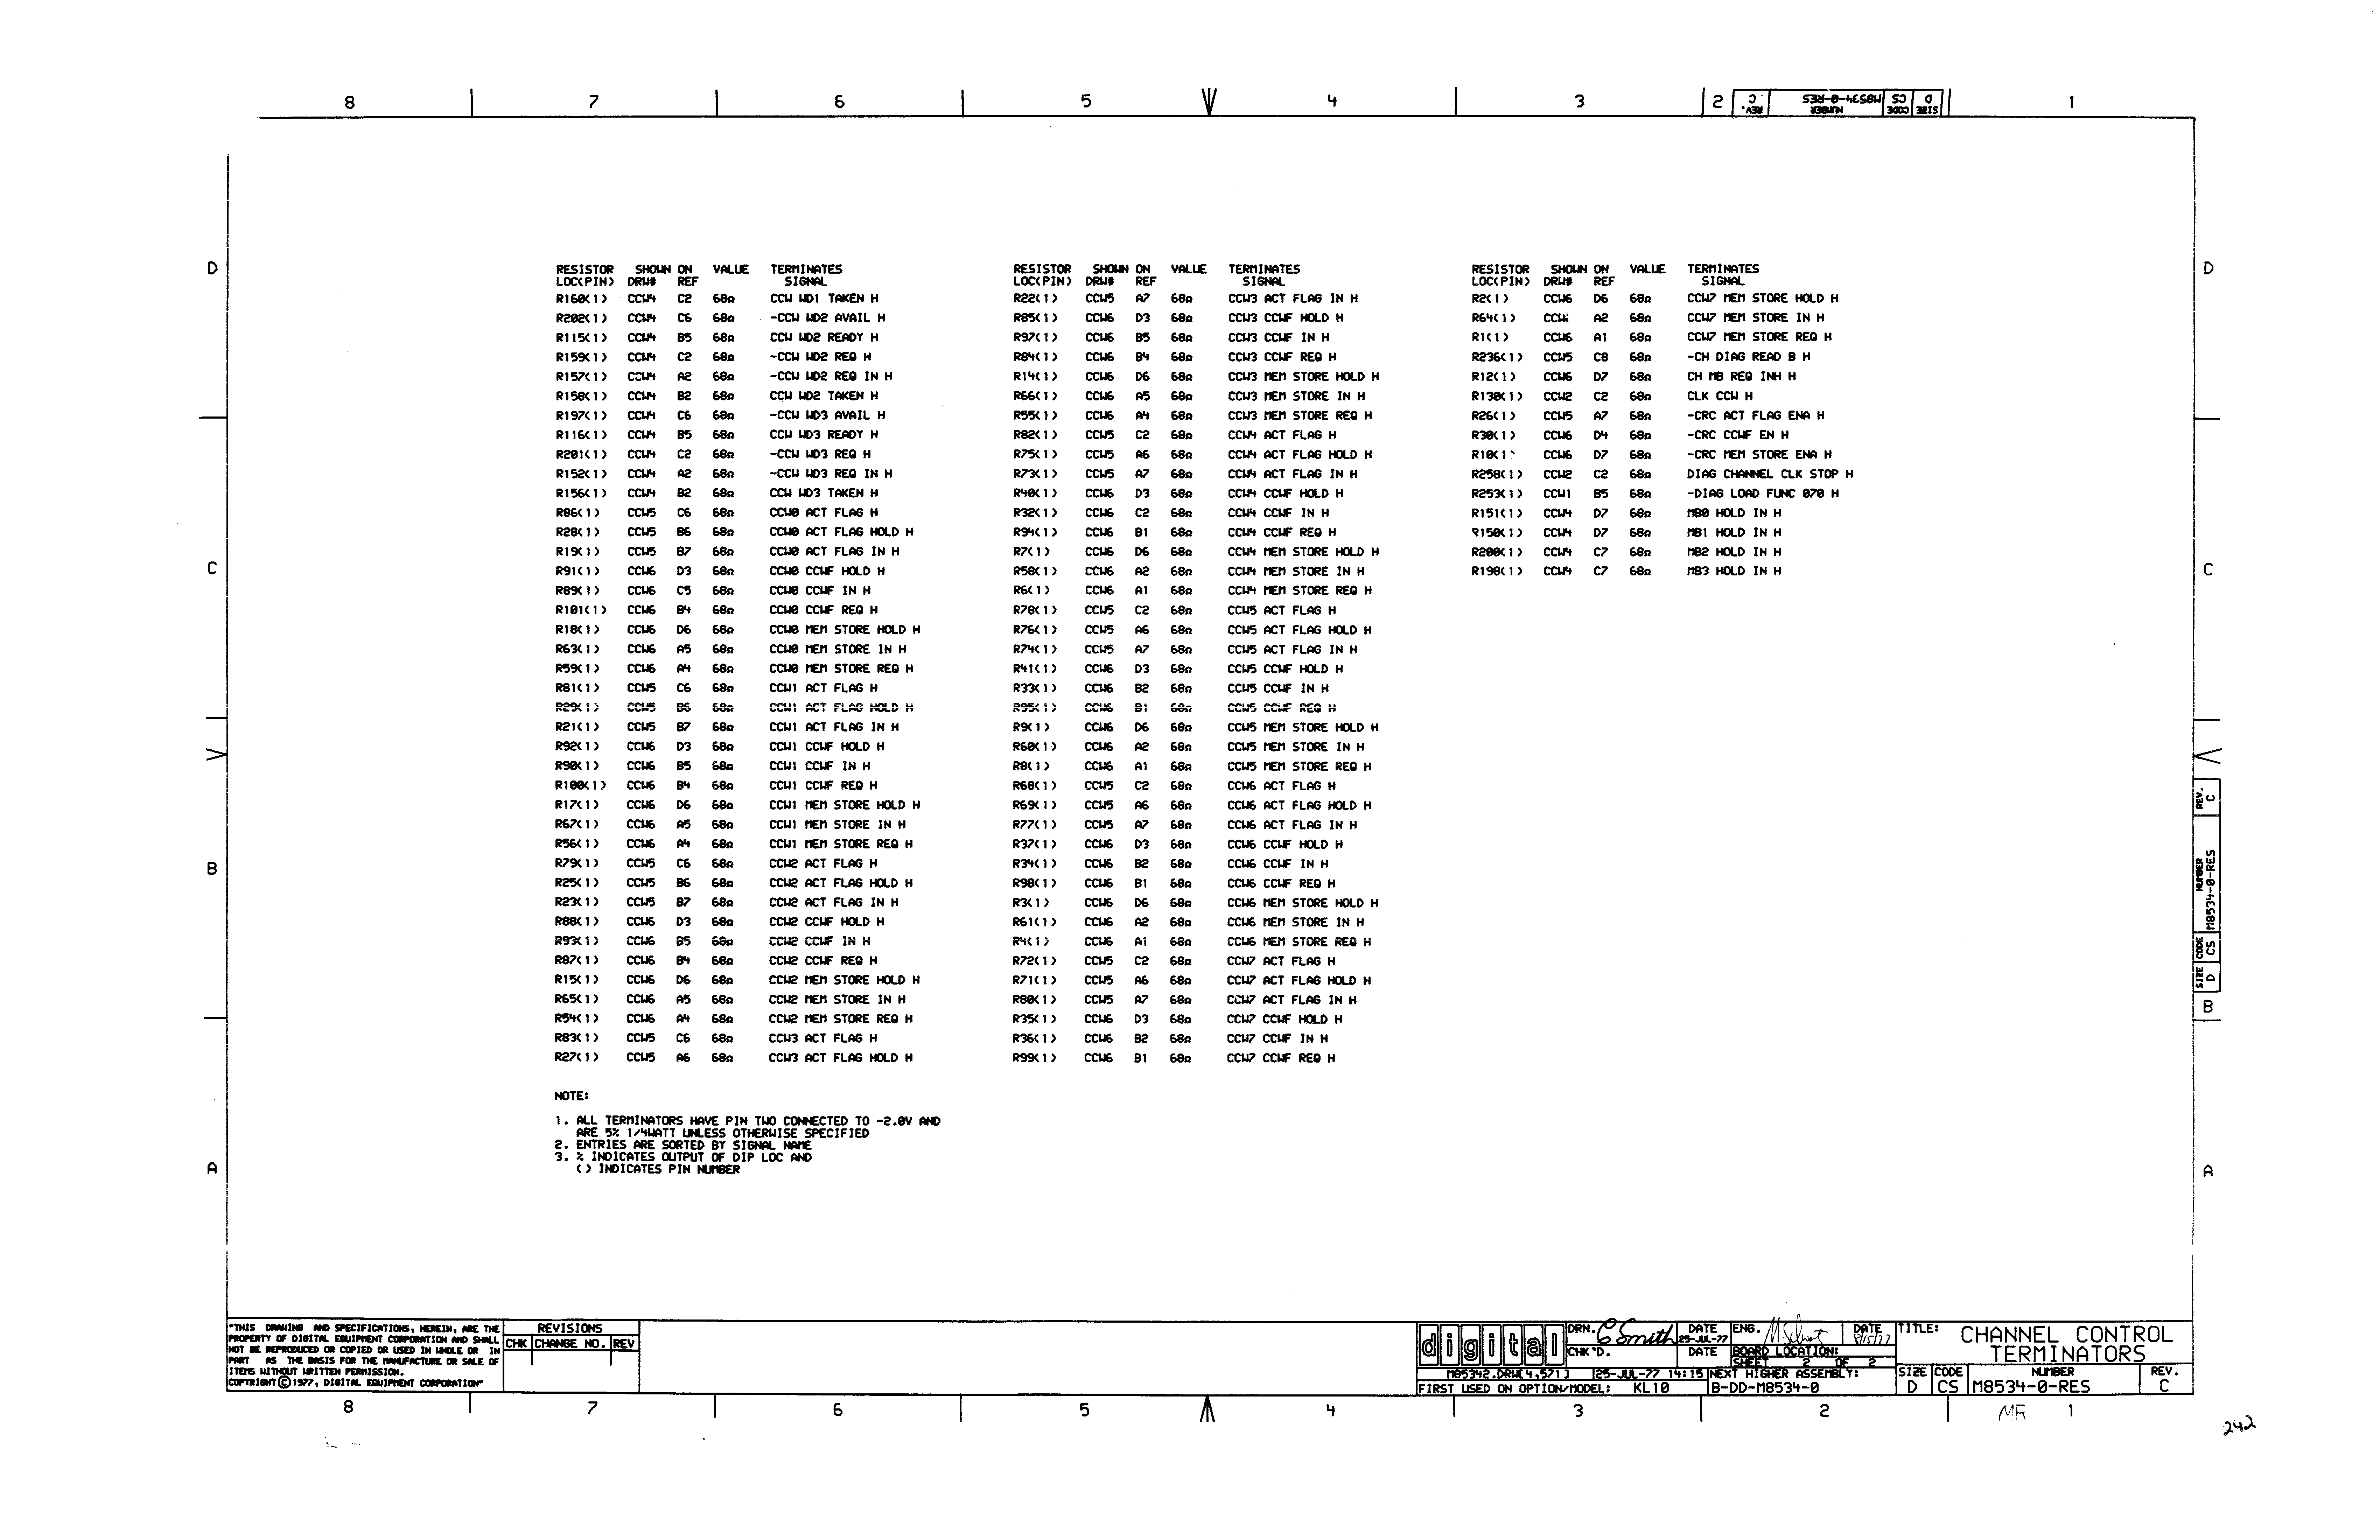 8 7 6 5 4 3 2 1
SIZE CODE NUMBER REV.
D CS M8534-0-RES C
RESISTOR SHOWN ON VALUE TERMINATES
LOC(PIN) DRW# REF SIGNAL
R160(1) CCW4 C2 68Ω CCW WD1 TAKEN H
R202(1) CCW4 C6 68Ω -CCW WD2 AVAIL H
R115(1) CCW4 B5 68Ω CCW WD2 READY H
R159(1) CCW4 C2 68Ω -CCW WD2 REQ H
R157(1) CCW4 A2 68Ω -CCW WD2 REQ IN H
R158(1) CCW4 B2 68Ω CCW WD2 TAKEN H
R197(1) CCW4 C6 68Ω -CCW WD3 AVAIL H
R116(1) CCW4 B5 68Ω CCW WD3 READY H
R201(1) CCW4 C2 68Ω -CCW WD3 REQ H
R152(1) CCW4 A2 68Ω -CCW WD3 REQ IN H
R156(1) CCW4 B2 68Ω CCW WD3 TAKEN H
R86(1) CCW5 C6 68Ω CCW0 ACT FLAG H
R28(1) CCW5 B6 68Ω CCW0 ACT FLAG HOLD H
R19(1) CCW5 B7 68Ω CCW0 ACT FLAG IN H
R91(1) CCW6 D3 68Ω CCW0 CCWF HOLD H
R89(1) CCW6 C5 68Ω CCW0 CCWF IN H
R101(1) CCW6 B4 68Ω CCW0 CCWF REQ H
R18(1) CCW6 D6 68Ω CCW0 MEM STORE HOLD H
R63(1) CCW6 A5 68Ω CCW0 MEM STORE IN H
R59(1) CCW6 A4 68Ω CCW0 MEM STORE REQ H
R81(1) CCW5 C6 68Ω CCW1 ACT FLAG H
R29(1) CCW5 B6 68Ω CCW1 ACT FLAG HOLD H
R21(1) CCW5 B7 68Ω CCW1 ACT FLAG IN H
R92(1) CCW6 D3 68Ω CCW1 CCWF HOLD H
R90(1) CCW6 B5 68Ω CCW1 CCWF IN H
R100(1) CCW6 B4 68Ω CCW1 CCWF REQ H
R17(1) CCW6 D6 68Ω CCW1 MEM STORE HOLD H
R67(1) CCW6 A5 68Ω CCW1 MEM STORE IN H
R56(1) CCW6 A4 68Ω CCW1 MEM STORE REQ H
R79(1) CCW5 C6 68Ω CCW2 ACT FLAG H
R25(1) CCW5 B6 68Ω CCW2 ACT FLAG HOLD H
R23(1) CCW5 B7 68Ω CCW2 ACT FLAG IN H
R88(1) CCW6 D3 68Ω CCW2 CCWF HOLD H
R93(1) CCW6 B5 68Ω CCW2 CCWF IN H
R87(1) CCW6 B4 68Ω CCW2 CCWF REQ H
R15(1) CCW6 D6 68Ω CCW2 MEM STORE HOLD H
R65(1) CCW6 A5 68Ω CCW2 MEM STORE IN H
R54(1) CCW6 A4 68Ω CCW2 MEM STORE REQ H
R83(1) CCW5 C6 68Ω CCW3 ACT FLAG H
R27(1) CCW5 A6 68Ω CCW3 ACT FLAG HOLD H
RESISTOR SHOWN ON VALUE TERMINATES
LOC(PIN) DRW# REF SIGNAL
R22(1) CCW5 A7 68Ω CCW3 ACT FLAG IN H
R85(1) CCW6 D3 68Ω CCW3 CCWF HOLD H
R97(1) CCW6 B5 68Ω CCW3 CCWF IN H
R84(1) CCW6 B4 68Ω CCW3 CCWF REQ H
R14(1) CCW6 D6 68Ω CCW3 MEM STORE HOLD H
R66(1) CCW6 A5 68Ω CCW3 MEM STORE IN H
R55(1) CCW6 A4 68Ω CCW3 MEM STORE REQ H
R82(1) CCW5 C2 68Ω CCW4 ACT FLAG H
R75(1) CCW5 A6 68Ω CCW4 ACT FLAG HOLD H
R73(1) CCW5 A7 68Ω CCW4 ACT FLAG IN H
R40(1) CCW6 D3 68Ω CCW4 CCWF HOLD H
R32(1) CCW6 C2 68Ω CCW4 CCWF IN H
R94(1) CCW6 B1 68Ω CCW4 CCWF REQ H
R7(1) CCW6 D6 68Ω CCW4 MEM STORE HOLD H
R58(1) CCW6 A2 68Ω CCW4 MEM STORE IN H
R6(1) CCW6 A1 68Ω CCW4 MEM STORE REQ H
R78(1) CCW5 C2 68Ω CCW5 ACT FLAG H
R76(1) CCW5 A6 68Ω CCW5 ACT FLAG HOLD H
R74(1) CCW5 A7 68Ω CCW5 ACT FLAG IN H
R41(1) CCW6 D3 68Ω CCW5 CCWF HOLD H
R33(1) CCW6 B2 68Ω CCW5 CCWF IN H
R95(1) CCW6 B1 68Ω CCW5 CCWF REQ H
R9(1) CCW6 D6 68Ω CCW5 MEM STORE HOLD H
R60(1) CCW6 A2 68Ω CCW5 MEM STORE IN H
R8(1) CCW6 A1 68Ω CCW5 MEM STORE REQ H
R68(1) CCW5 C2 68Ω CCW6 ACT FLAG H
R69(1) CCW5 A6 68Ω CCW6 ACT FLAG HOLD H
R77(1) CCW5 A7 68Ω CCW6 ACT FLAG IN H
R37(1) CCW6 D3 68Ω CCW6 CCWF HOLD H
R34(1) CCW6 B2 68Ω CCW6 CCWF IN H
R98(1) CCW6 B1 68Ω CCW6 CCWF REQ H
R3(1) CCW6 D6 68Ω CCW6 MEM STORE HOLD H
R61(1) CCW6 A2 68Ω CCW6 MEM STORE IN H
R4(1) CCW6 A1 68Ω CCW6 MEM STORE REQ H
R72(1) CCW5 C2 68Ω CCW7 ACT FLAG H
R71(1) CCW5 A6 68Ω CCW7 ACT FLAG HOLD H
R80(1) CCW5 A7 68Ω CCW7 ACT FLAG IN H
R35(1) CCW6 D3 68Ω CCW7 CCWF HOLD H
R36(1) CCW6 B2 68Ω CCW7 CCWF IN H
R99(1) CCW6 B1 68Ω CCW7 CCWF REQ H
RESISTOR SHOWN ON VALUE TERMINATES
LOC(PIN) DRW# REF SIGNAL
R2(1) CCW6 D6 68Ω CCW7 MEM STORE HOLD H
R64(1) A2 68Ω CCW7 MEM STORE IN H
R1(1) CCW6 A1 68Ω CCW7 MEM STORE REQ H
R236(1) CCW5 C8 68Ω -CH DIAG READ B H
R12(1) CCW6 D7 68Ω CH MB REQ INH H
R130(1) CCW2 C2 68Ω CLK CCW H
R26(1) CCW5 A7 68Ω -CRC ACT FLAG ENA H
R30(1) CCW6 D4 68Ω -CRC CCWF EN H
R10(1) CCW6 D7 68Ω -CRC MEM STORE ENA H
R258(1) CCW2 C2 68Ω DIAG CHANNEL CLK STOP H
R253(1) CCW1 B5 68Ω -DIAG LOAD FUNC 070 H
R151(1) CCW4 D7 68Ω MB0 HOLD IN H
R150(1) CCW4 D7 68Ω MB1 HOLD IN H
R200(1) CCW4 C7 68Ω MB2 HOLD IN H
R198(1) CCW4 C7 68Ω MB3 HOLD IN H
NOTE:
1. ALL TERMINATORS HAVE PIN TWO CONNECTED TO -2.0V AND
ARE 5% 1/4WATT UNLESS OTHERWISE SPECIFIED
2. ENTRIES ARE SORTED BY SIGNAL NAME
3. % INDICATES OUTPUT OF DIP LOC AND
() INDICATES PIN NUMBER
D
C
B
A
D
C
SIZE CODE NUMBER REV.
D CS M8534-0-RES C
B
A
"THIS DRAWING AND SPECIFICATIONS, HEREIN, ARE THE
PROPERTY OF DIGITAL EQUIPMENT CORPORATION AND SHALL
NOT BE REPRODUCED OR COPIED OR USED IN WHOLE OR IN
PART AS THE BASIS FOR THE MANUFACTURE OR SALE OF
ITEMS WITHOUT WRITTEN PERMISSION.
COPYRIGHT © 1977, DIGITAL EQUIPMENT CORPORATION"
REVISIONS
CHK CHANGE NO. REV
digital
DRN. C Smith DATE 25-JUL-77 ENG. DATE 8/15/77
CHK'D. DATE BOARD LOCATION:
SHEET 2 OF 2
M85342.DRW[4,571] 25-JUL-77 14:15 NEXT HIGHER ASSEMBLY:
FIRST USED ON OPTION/MODEL: KL10 B-DD-M8534-0
TITLE: CHANNEL CONTROL
TERMINATORS
SIZE CODE NUMBER REV.
D CS M8534-0-RES C
8 7 6 5 4 3 2 1
MR
242